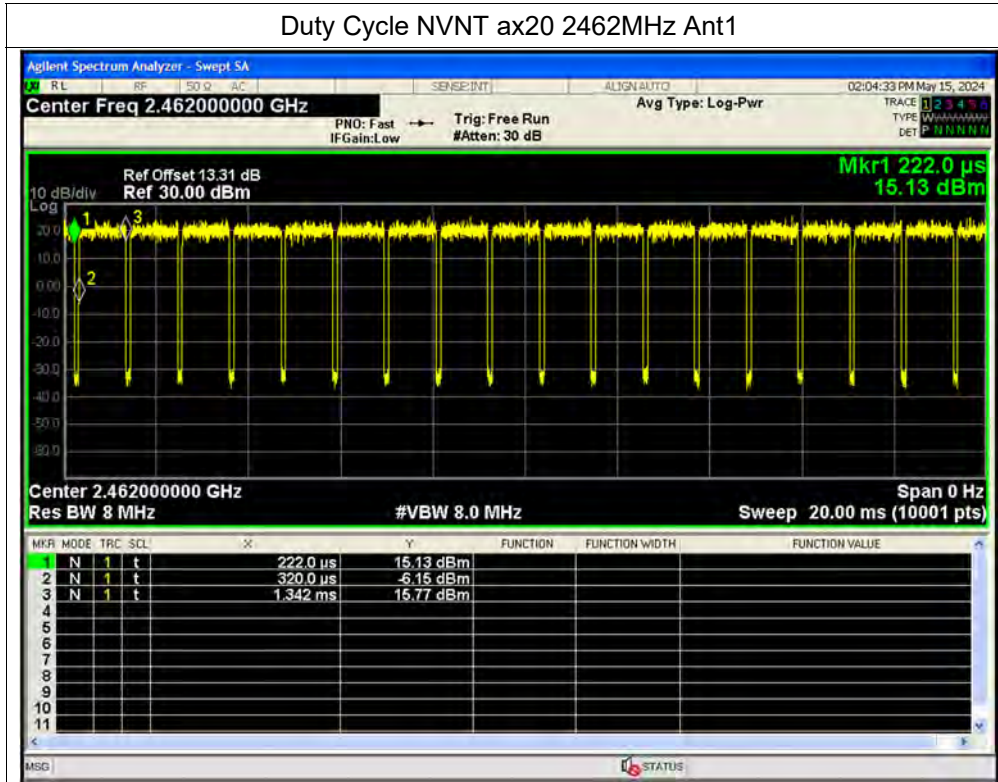 Duty Cycle NVNT ax20 2462MHz Ant1
Agilent Spectrum Analyzer - Swept SA
RL RF 50 Ω AC SENSE:INT ALIGN AUTO 02:04:33 PM May 15, 2024
Center Freq 2.462000000 GHz
PNO: Fast
IFGain:Low
Trig: Free Run
#Atten: 30 dB
Avg Type: Log-Pwr
TRACE 1 2 3 4 5 6
TYPE W
DET P N N N N N
Mkr1 222.0 µs
15.13 dBm
Ref Offset 13.31 dB
10 dB/div Ref 30.00 dBm
Log
20.0
10.0
0.00
-10.0
-20.0
-30.0
-40.0
-50.0
-60.0
1
2
3
Center 2.462000000 GHz Span 0 Hz
Res BW 8 MHz #VBW 8.0 MHz Sweep 20.00 ms (10001 pts)
MKR MODE TRC SCL X Y FUNCTION FUNCTION WIDTH FUNCTION VALUE
1 N 1 t 222.0 µs 15.13 dBm
2 N 1 t 320.0 µs -6.15 dBm
3 N 1 t 1.342 ms 15.77 dBm
4
5
6
7
8
9
10
11
MSG STATUS